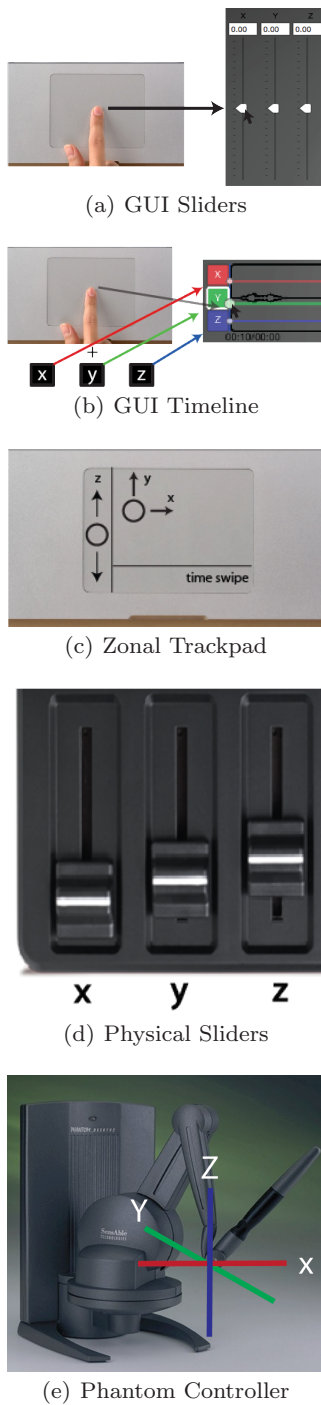 X Y Z
0.00 0.00 0.00
(a) GUI Sliders
X
Y
Z
00:10/00:00
+
x y z
(b) GUI Timeline
z
y
x
time swipe
(c) Zonal Trackpad
x y z
(d) Physical Sliders
Z
Y
X
SensAble
TECHNOLOGIES
(e) Phantom Controller